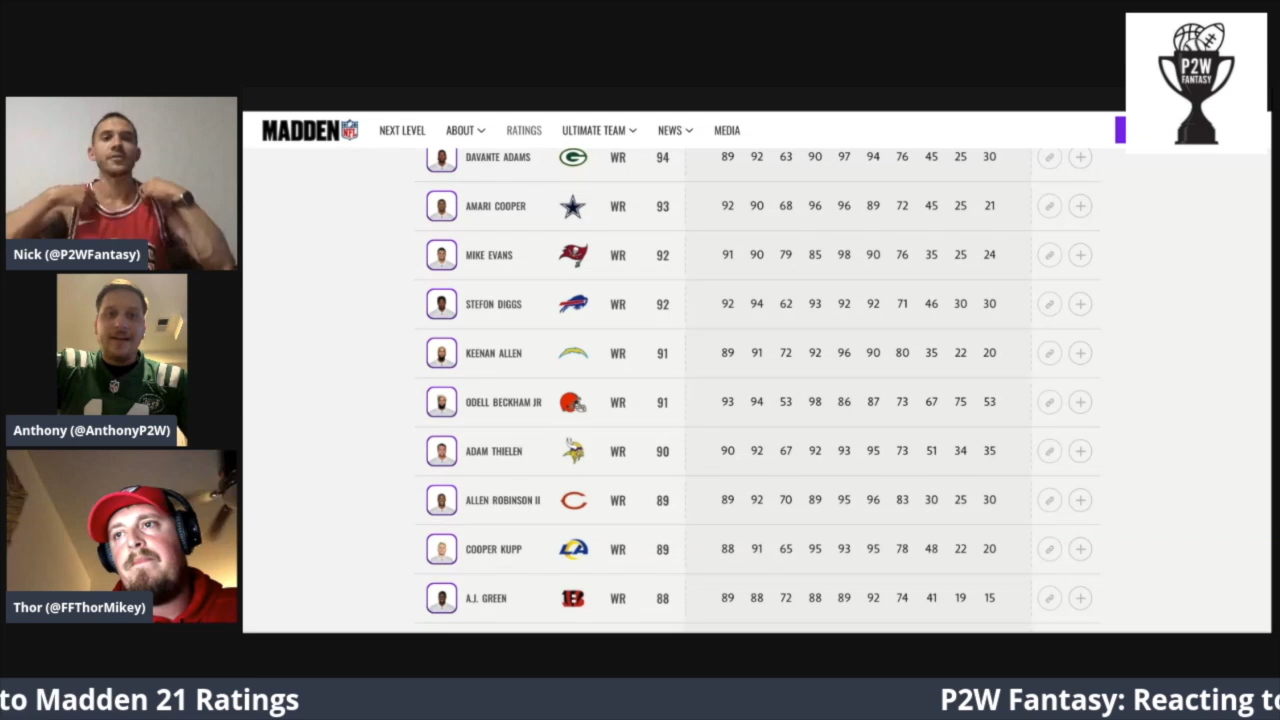 P2W
FANTASY
MADDEN NFL NEXT LEVEL ABOUT RATINGS ULTIMATE TEAM NEWS MEDIA
DAVANTE ADAMS WR 94 89 92 63 90 97 94 76 45 25 30
AMARI COOPER WR 93 92 90 68 96 96 89 72 45 25 21
MIKE EVANS WR 92 91 90 79 85 98 90 76 35 25 24
STEFON DIGGS WR 92 92 94 62 93 92 92 71 46 30 30
KEENAN ALLEN WR 91 89 91 72 92 96 90 80 35 22 20
ODELL BECKHAM JR WR 91 93 94 53 98 86 87 73 67 75 53
ADAM THIELEN WR 90 90 92 67 92 93 95 73 51 34 35
ALLEN ROBINSON II WR 89 89 92 70 89 95 96 83 30 25 30
COOPER KUPP LA WR 89 88 91 65 95 93 95 78 48 22 20
A.J. GREEN B WR 88 89 88 72 88 89 92 74 41 19 15
Nick (@P2WFantasy)
Anthony (@AnthonyP2W)
Thor (@FFThorMikey)
to Madden 21 Ratings P2W Fantasy: Reacting to